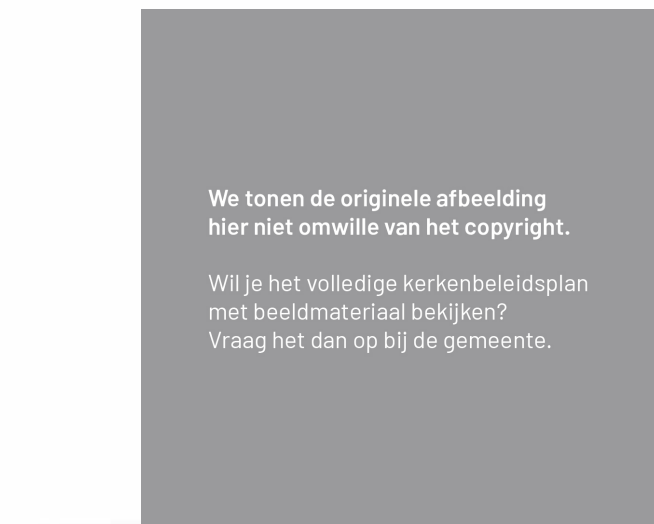 We tonen de originele afbeelding
hier niet omwille van het copyright.
Wil je het volledige kerkenbeleidsplan
met beeldmateriaal bekijken?
Vraag het dan op bij de gemeente.